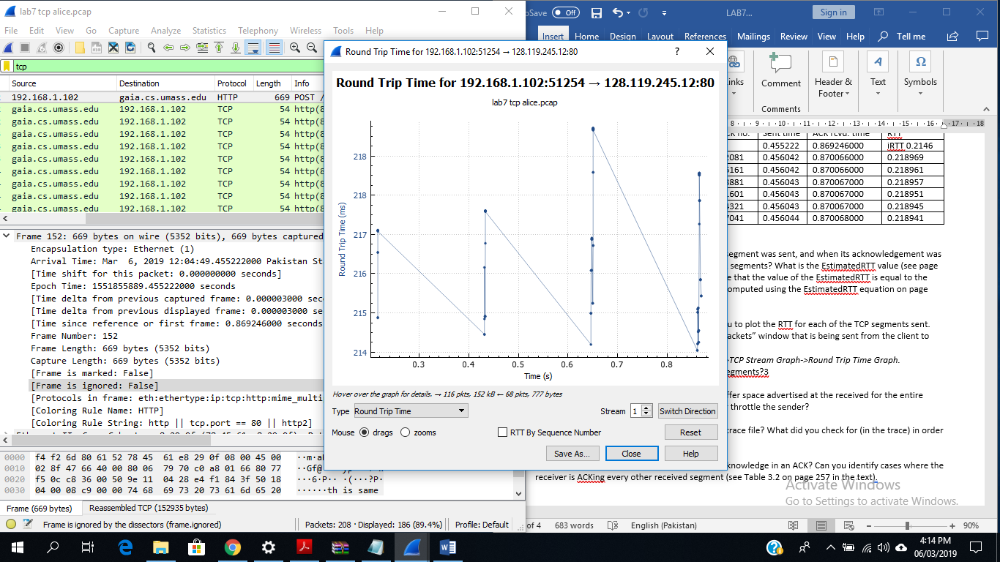 lab7 tcp alice.pcap
File Edit View Go Capture Analyze Statistics Telephony Wireless Tools Help
tcp
Source Destination Protocol Length Info
192.168.1.102 gaia.cs.umass.edu HTTP 669 POST /
gaia.cs.umass.edu 192.168.1.102 TCP 54 http(8
gaia.cs.umass.edu 192.168.1.102 TCP 54 http(8
gaia.cs.umass.edu 192.168.1.102 TCP 54 http(8
gaia.cs.umass.edu 192.168.1.102 TCP 54 http(8
gaia.cs.umass.edu 192.168.1.102 TCP 54 http(8
gaia.cs.umass.edu 192.168.1.102 TCP 54 http(8
gaia.cs.umass.edu 192.168.1.102 TCP 54 http(8
gaia.cs.umass.edu 192.168.1.102 TCP 54 http(8
gaia.cs.umass.edu 192.168.1.102 TCP 54 http(8
Frame 152: 669 bytes on wire (5352 bits), 669 bytes captured
Encapsulation type: Ethernet (1)
Arrival Time: Mar 6, 2019 12:04:49.455222000 Pakistan St
[Time shift for this packet: 0.000000000 seconds]
Epoch Time: 1551855889.455222000 seconds
[Time delta from previous captured frame: 0.000003000 sec
[Time delta from previous displayed frame: 0.000003000 se
[Time since reference or first frame: 0.869246000 seconds
Frame Number: 152
Frame Length: 669 bytes (5352 bits)
Capture Length: 669 bytes (5352 bits)
[Frame is marked: False]
[Frame is ignored: False]
[Protocols in frame: eth:ethertype:ip:tcp:http:mime_multi
[Coloring Rule Name: HTTP]
[Coloring Rule String: http || tcp.port == 80 || http2]
0000 f4 f2 6d 80 61 52 78 45 61 e8 29 0f 08 00 45 00
0010 02 8f 47 66 40 00 80 06 79 70 c0 a8 01 66 80 77
0020 f5 0c c8 36 00 50 9e 11 04 28 e4 f1 84 3f 50 18
0030 04 00 08 c9 00 00 74 68 69 73 20 73 61 6d 65 20 ······th is same
Frame (669 bytes) Reassembled TCP (152935 bytes)
Frame is ignored by the dissectors (frame.ignored) Packets: 208 · Displayed: 186 (89.4%) Profile: Default
Round Trip Time for 192.168.1.102:51254 → 128.119.245.12:80 ?
Round Trip Time for 192.168.1.102:51254 → 128.119.245.12:80
lab7 tcp alice.pcap
Round Trip Time (ms)
218
218
217
216
215
214
0.3 0.4 0.5 0.6 0.7 0.8
Time (s)
Hover over the graph for details. → 116 pkts, 152 kB ← 68 pkts, 777 bytes
Type Round Trip Time Stream 1 Switch Direction
Mouse drags zooms RTT By Sequence Number Reset
Save As... Close Help
Off LAB7... Sign in
Insert Home Design Layout References Mailings Review View Help Tell me
Comment Header & Footer Text Symbols
Comments
8 9 10 11 12 13 14 15 16 17 18
Sent time ACK rcvd. time RTT
0.455222 0.869246000 iRTT 0.2146
2081 0.456042 0.870066000 0.218969
0.456042 0.870066000 0.218961
0.456043 0.870067000 0.218957
0.456043 0.870067000 0.218951
0.456043 0.870067000 0.218945
0.456044 0.870068000 0.218941
segment was sent, and when its acknowledgement was
segments? What is the EstimatedRTT value (see page
e that the value of the EstimatedRTT is equal to the
omputed using the EstimatedRTT equation on page
u to plot the RTT for each of the TCP segments sent.
ackets” window that is being sent from the client to
TCP Stream Graph->Round Trip Time Graph.
egments?3
ffer space advertised at the received for the entire
throttle the sender?
trace file? What did you check for (in the trace) in order
knowledge in an ACK? Can you identify cases where the
receiver is ACKing every other received segment (see Table 3.2 on page 257 in the text).
Activate Windows
Go to Settings to activate Windows.
of 4 683 words English (Pakistan) 90%
4:14 PM
06/03/2019